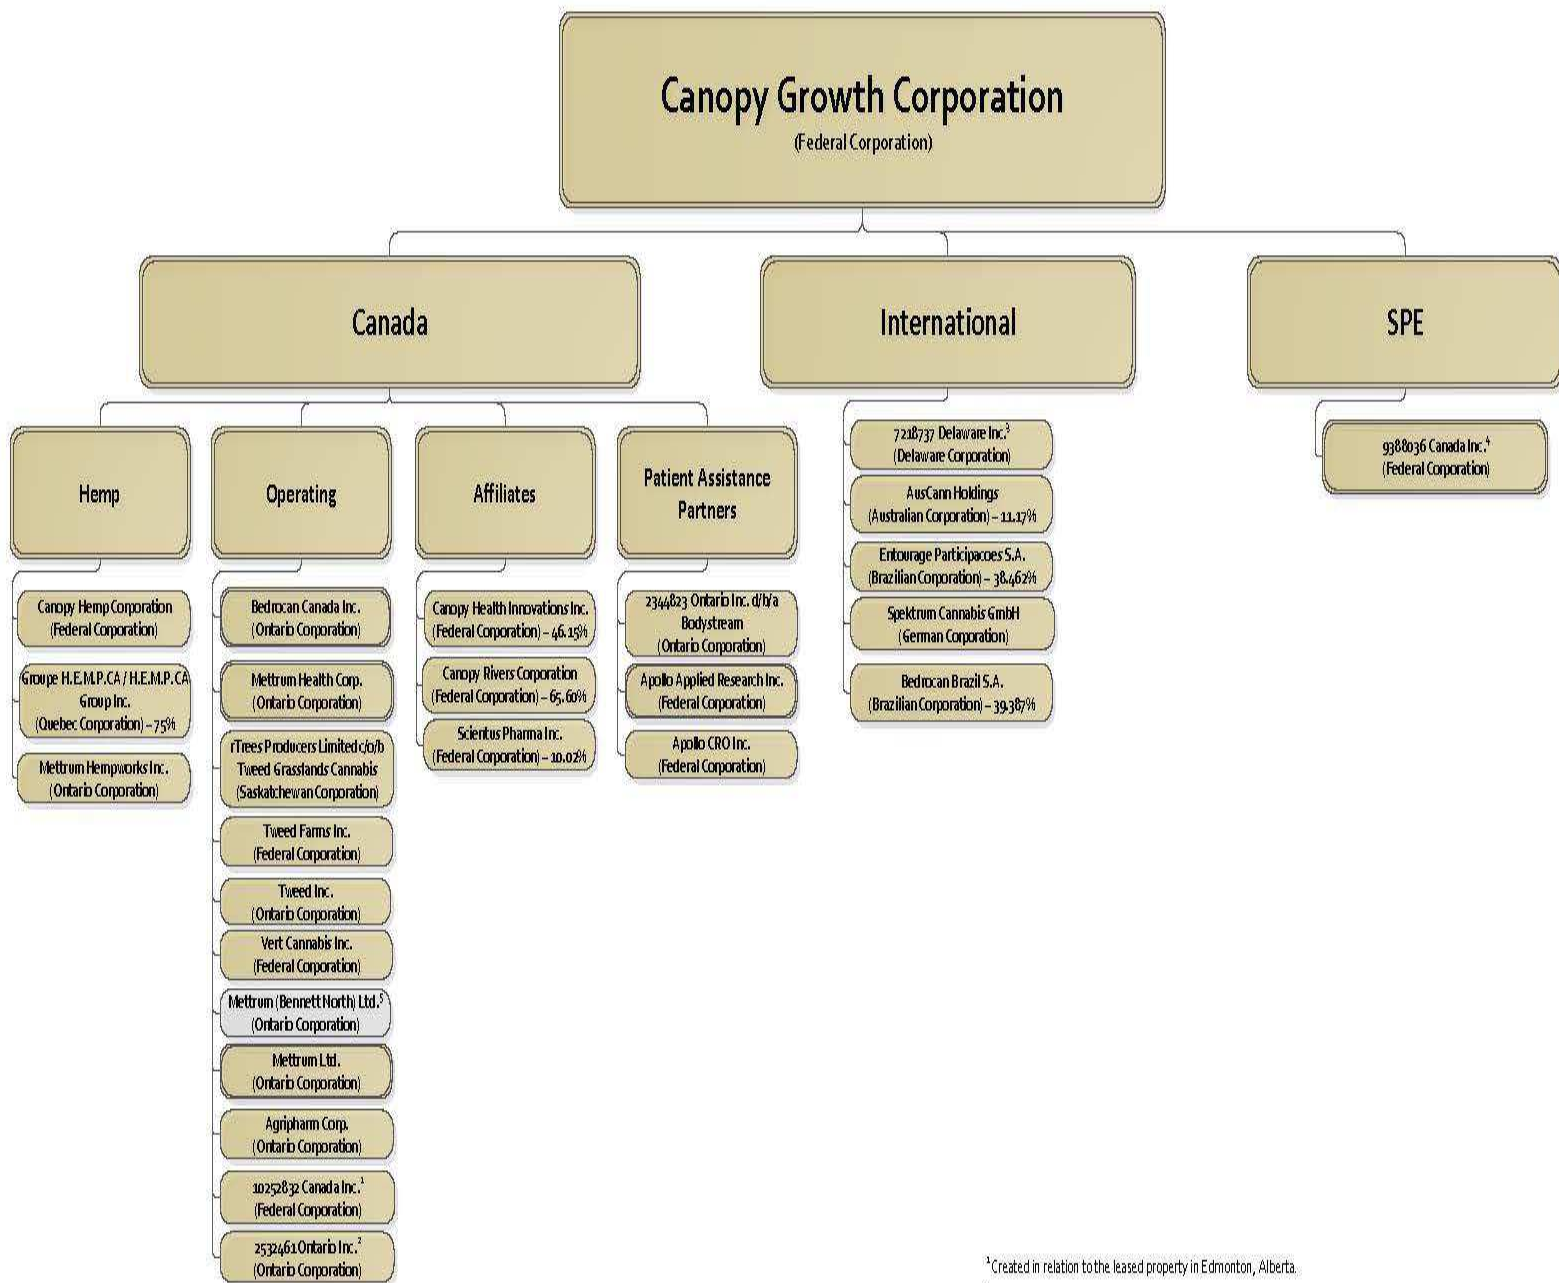 Canopy Growth Corporation
(Federal Corporation)
Canada
International
SPE
Hemp
Operating
Affiliates
Patient Assistance
Partners
Canopy Hemp Corporation
(Federal Corporation)
Groupe H.E.M.P.CA / H.E.M.P.CA
Group Inc.
(Quebec Corporation) – 75%
Mettrum Hempworks Inc.
(Ontario Corporation)
Bedrocan Canada Inc.
(Ontario Corporation)
Mettrum Health Corp.
(Ontario Corporation)
rTrees Producers Limited c/o/b
Tweed Grasslands Cannabis
(Saskatchewan Corporation)
Tweed Farms Inc.
(Federal Corporation)
Tweed Inc.
(Ontario Corporation)
Vert Cannabis Inc.
(Federal Corporation)
Mettrum (Bennett North) Ltd.⁵
(Ontario Corporation)
Mettrum Ltd.
(Ontario Corporation)
Agripharm Corp.
(Ontario Corporation)
10252832 Canada Inc.¹
(Federal Corporation)
2532461 Ontario Inc.²
(Ontario Corporation)
Canopy Health Innovations Inc.
(Federal Corporation) – 46.15%
Canopy Rivers Corporation
(Federal Corporation) – 65.60%
Scientus Pharma Inc.
(Federal Corporation) – 10.02%
2344823 Ontario Inc. d/b/a
Bodystream
(Ontario Corporation)
Apollo Applied Research Inc.
(Federal Corporation)
Apollo CRO Inc.
(Federal Corporation)
7218737 Delaware Inc.³
(Delaware Corporation)
AusCann Holdings
(Australian Corporation) – 11.17%
Entourage Participacoes S.A.
(Brazilian Corporation) – 38.462%
Spektrum Cannabis GmbH
(German Corporation)
Bedrocan Brazil S.A.
(Brazilian Corporation) – 39.387%
9388036 Canada Inc.⁴
(Federal Corporation)
¹ Created in relation to the leased property in Edmonton, Alberta.